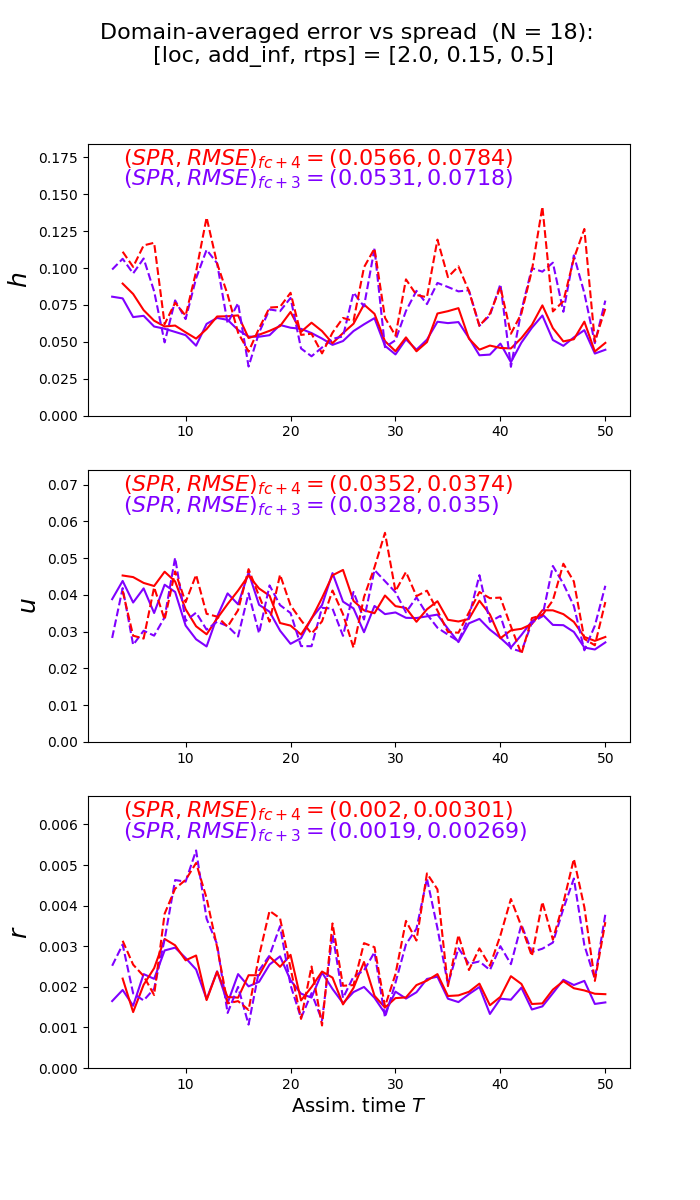 Domain-averaged error vs spread (N = 18):
[loc, add_inf, rtps] = [2.0, 0.15, 0.5]
(SPR, RMSE)fc+4 = (0.0566, 0.0784)
(SPR, RMSE)fc+3 = (0.0531, 0.0718)
h
0.175
0.150
0.125
0.100
0.075
0.050
0.025
0.000
10 20 30 40 50
(SPR, RMSE)fc+4 = (0.0352, 0.0374)
(SPR, RMSE)fc+3 = (0.0328, 0.035)
u
0.07
0.06
0.05
0.04
0.03
0.02
0.01
0.00
10 20 30 40 50
(SPR, RMSE)fc+4 = (0.002, 0.00301)
(SPR, RMSE)fc+3 = (0.0019, 0.00269)
r
0.006
0.005
0.004
0.003
0.002
0.001
0.000
10 20 30 40 50
Assim. time T